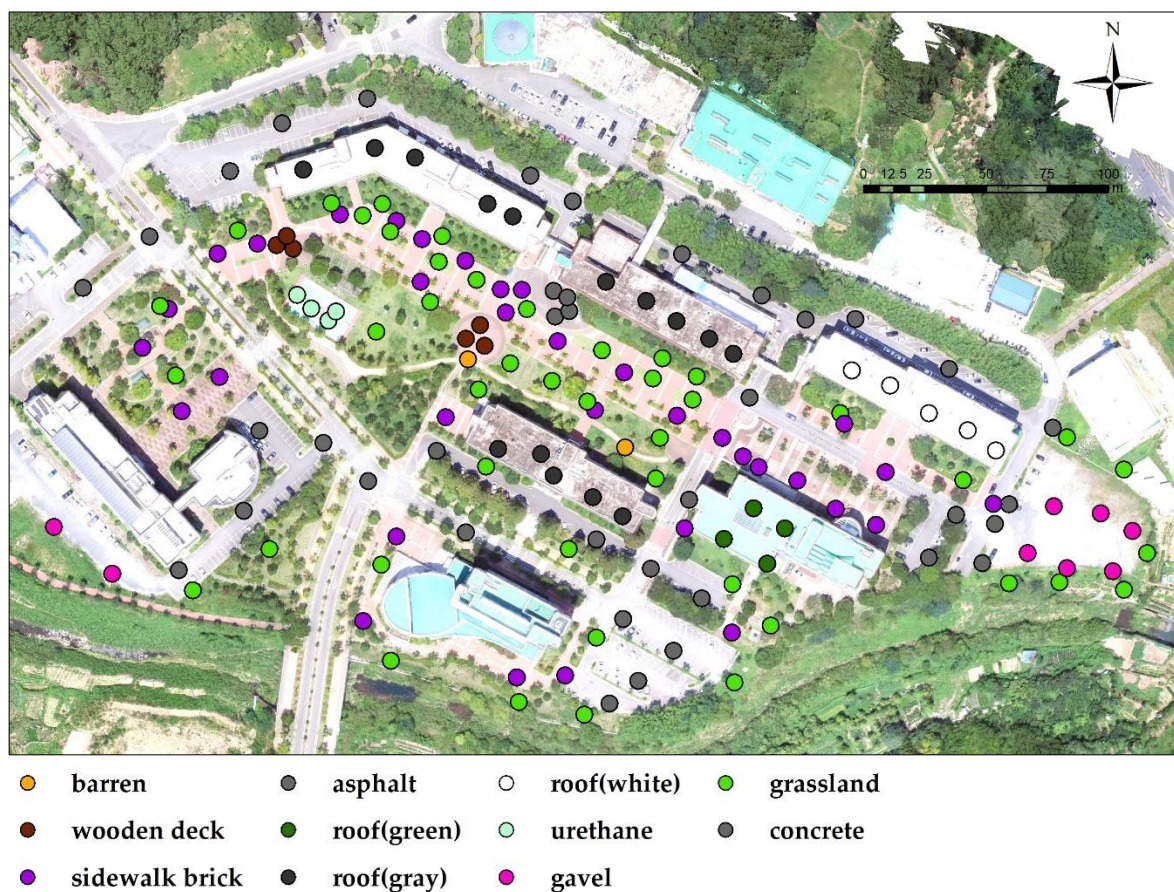 N
0 12.5 25 50 75 100
m
barren asphalt roof(white) grassland
wooden deck roof(green) urethane concrete
sidewalk brick roof(gray) gavel